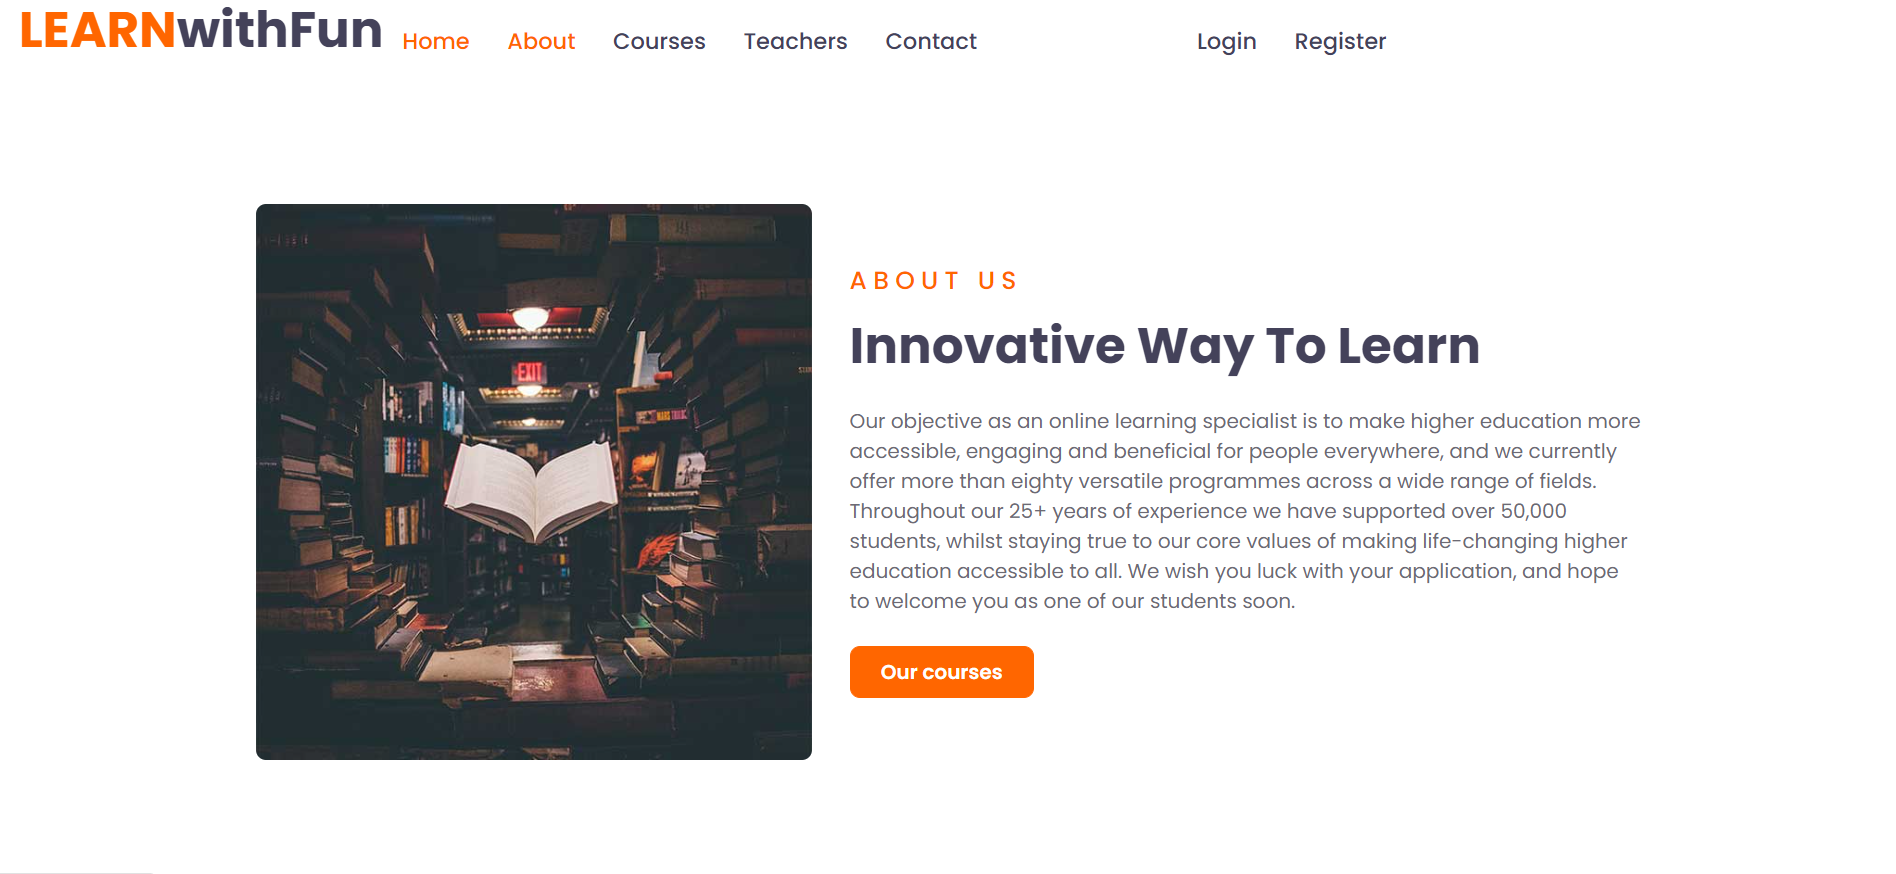 LEARNwithFun Home About Courses Teachers Contact Login Register
EXIT
ABOUT US
Innovative Way To Learn
Our objective as an online learning specialist is to make higher education more
accessible, engaging and beneficial for people everywhere, and we currently
offer more than eighty versatile programmes across a wide range of fields.
Throughout our 25+ years of experience we have supported over 50,000
students, whilst staying true to our core values of making life-changing higher
education accessible to all. We wish you luck with your application, and hope
to welcome you as one of our students soon.
Our courses